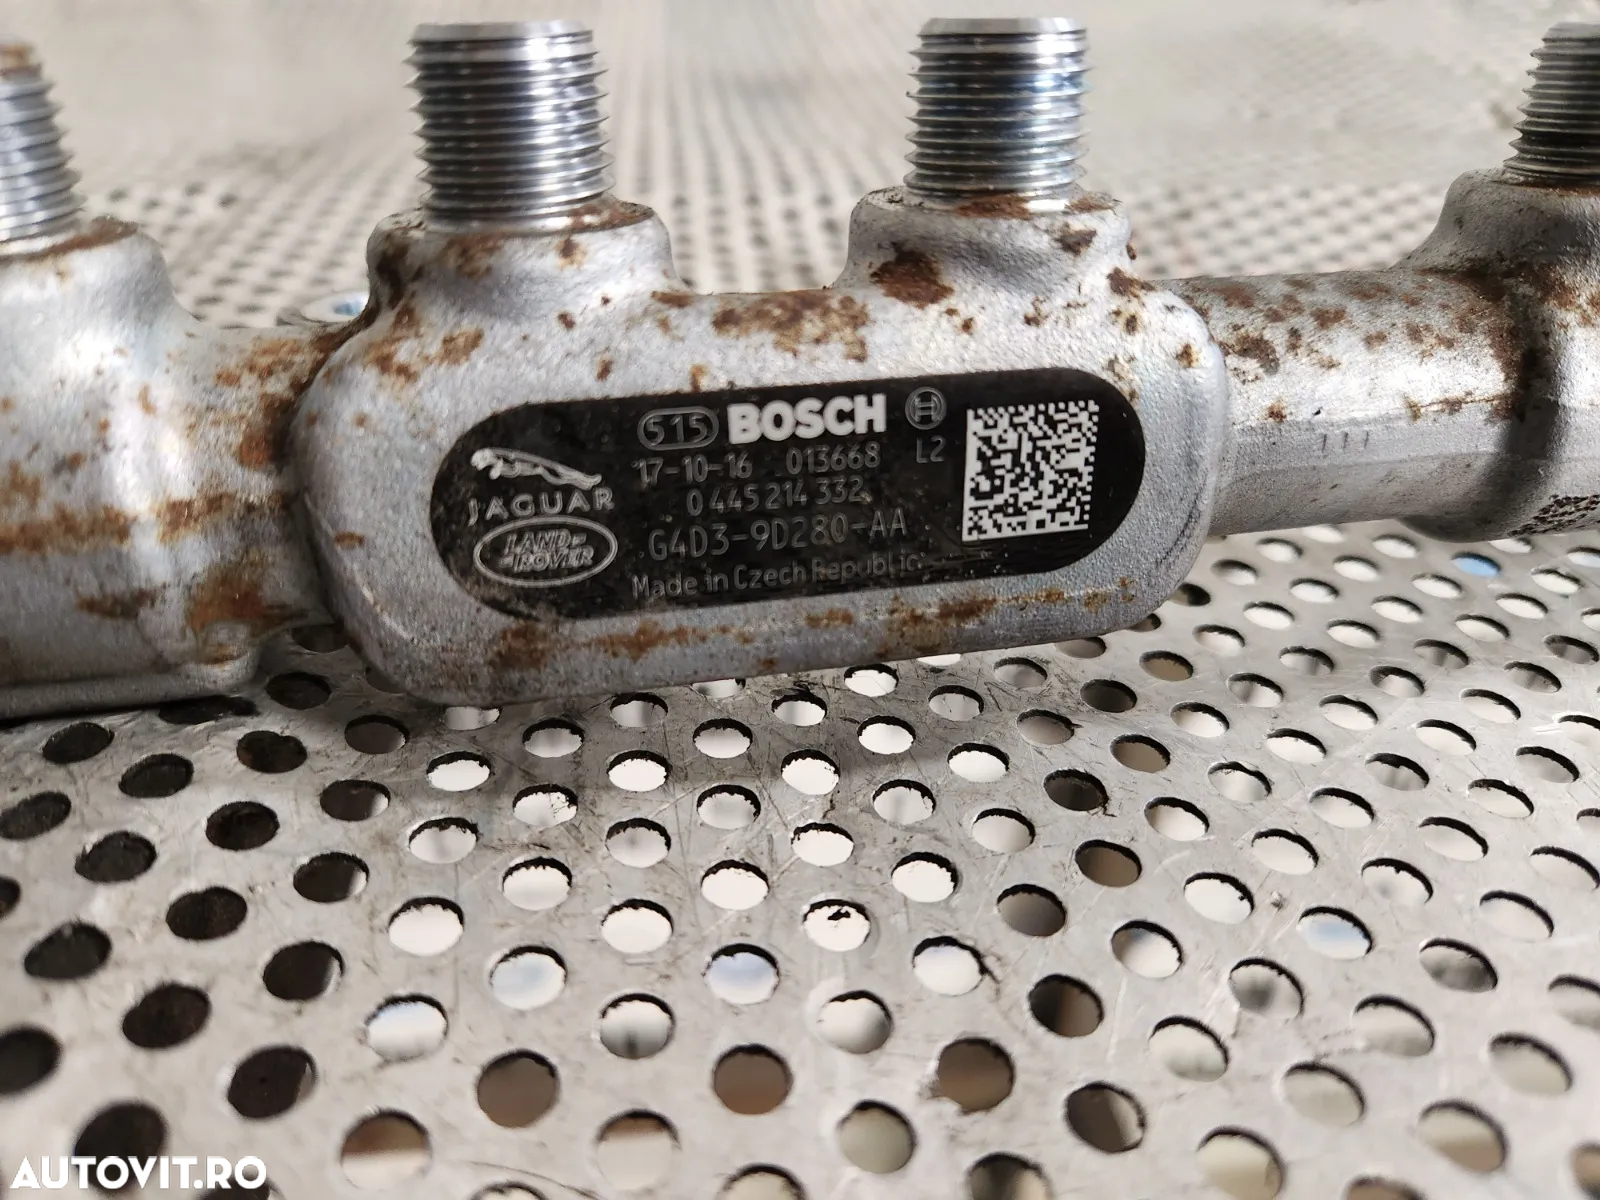 515 BOSCH
17-10-16 013668 L2
0 445 214 332
G4D3-9D280-AA
Made in Czech Republic
JAGUAR
LAND-
-ROVER
AUTOVIT.RO